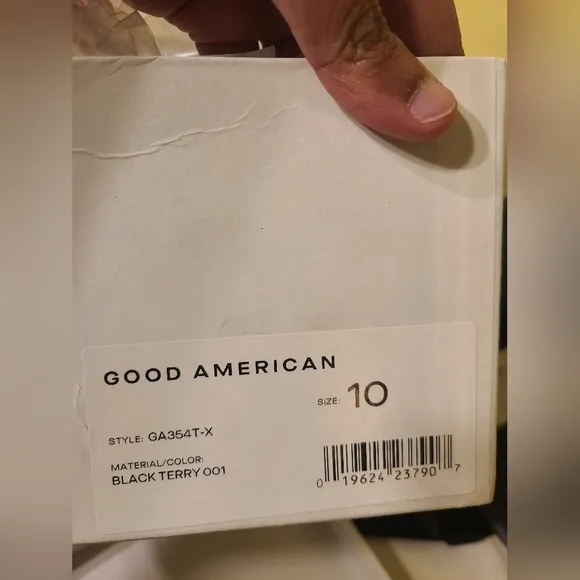 GOOD AMERICAN
SIZE: 10
STYLE: GA354T-X
MATERIAL/COLOR:
BLACK TERRY 001
0 19624 23790 7